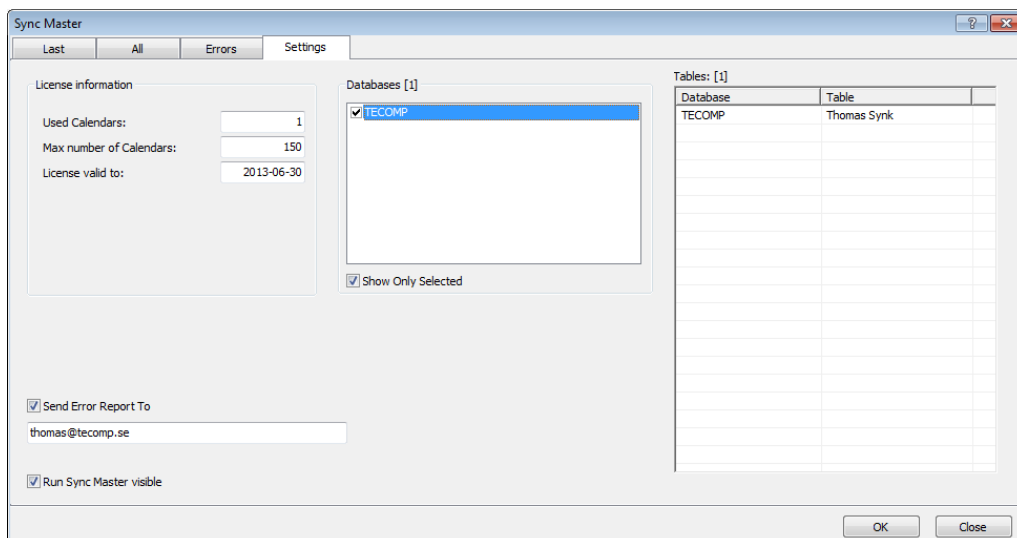 Sync Master
Last All Errors Settings
License information
Used Calendars: 1
Max number of Calendars: 150
License valid to: 2013-06-30
Databases [1]
TECOMP
Show Only Selected
Tables: [1]
Database Table
TECOMP Thomas Synk
Send Error Report To
thomas@tecomp.se
Run Sync Master visible
OK Close